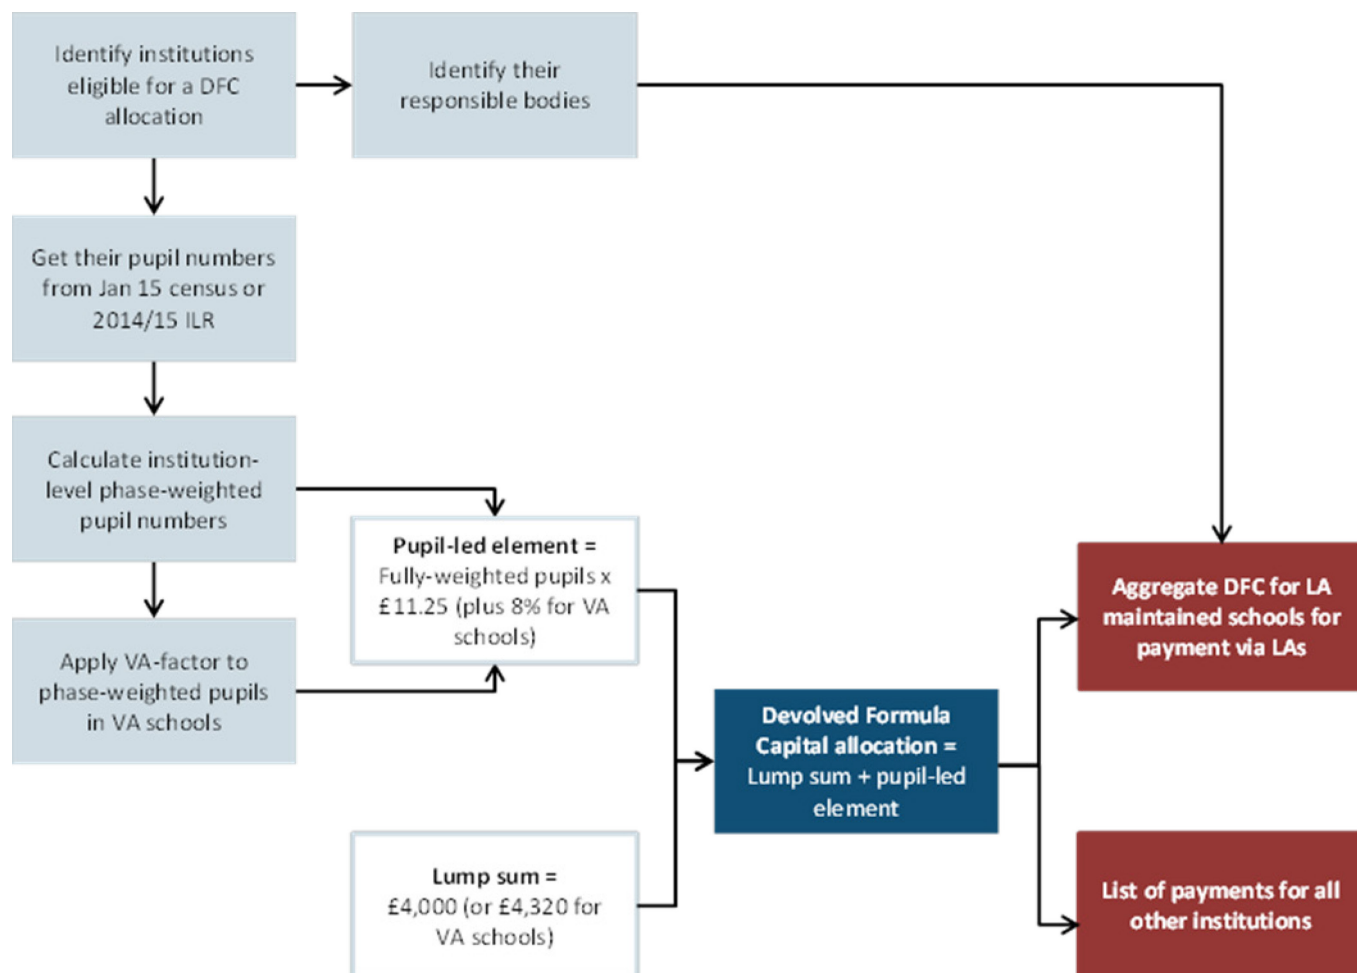 Identify institutions
eligible for a DFC
allocation
Identify their
responsible bodies
Get their pupil numbers
from Jan 15 census or
2014/15 ILR
Calculate institution-
level phase-weighted
pupil numbers
Apply VA-factor to
phase-weighted pupils
in VA schools
Pupil-led element =
Fully-weighted pupils x
£11.25 (plus 8% for VA
schools)
Lump sum =
£4,000 (or £4,320 for
VA schools)
Devolved Formula
Capital allocation =
Lump sum + pupil-led
element
Aggregate DFC for LA
maintained schools for
payment via LAs
List of payments for all
other institutions